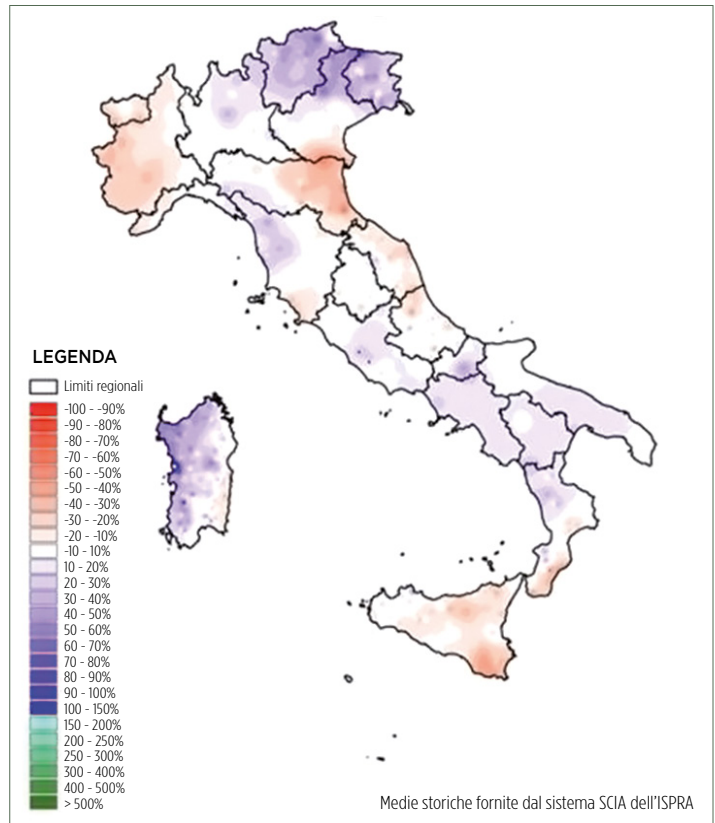 LEGENDA
Limiti regionali
-100 - -90%
-90 - -80%
-80 - -70%
-70 - -60%
-60 - -50%
-50 - -40%
-40 - -30%
-30 - -20%
-20 - -10%
-10 - 10%
10 - 20%
20 - 30%
30 - 40%
40 - 50%
50 - 60%
60 - 70%
70 - 80%
80 - 90%
90 - 100%
100 - 150%
150 - 200%
200 - 250%
250 - 300%
300 - 400%
400 - 500%
> 500%
Medie storiche fornite dal sistema SCIA dell'ISPRA